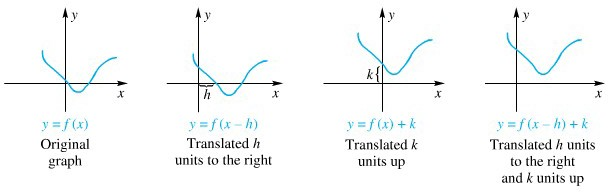 y
x
y = f(x)
Original
graph
y
x
h
y = f(x – h)
Translated h
units to the right
y
x
k
y = f(x) + k
Translated k
units up
y
x
y = f(x – h) + k
Translated h units
to the right
and k units up